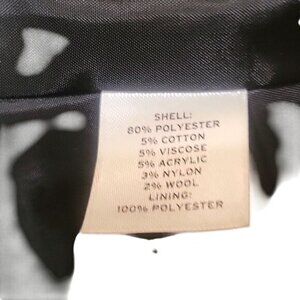 SHELL:
80% POLYESTER
5% COTTON
5% VISCOSE
5% ACRYLIC
3% NYLON
2% WOOL
LINING:
100% POLYESTER